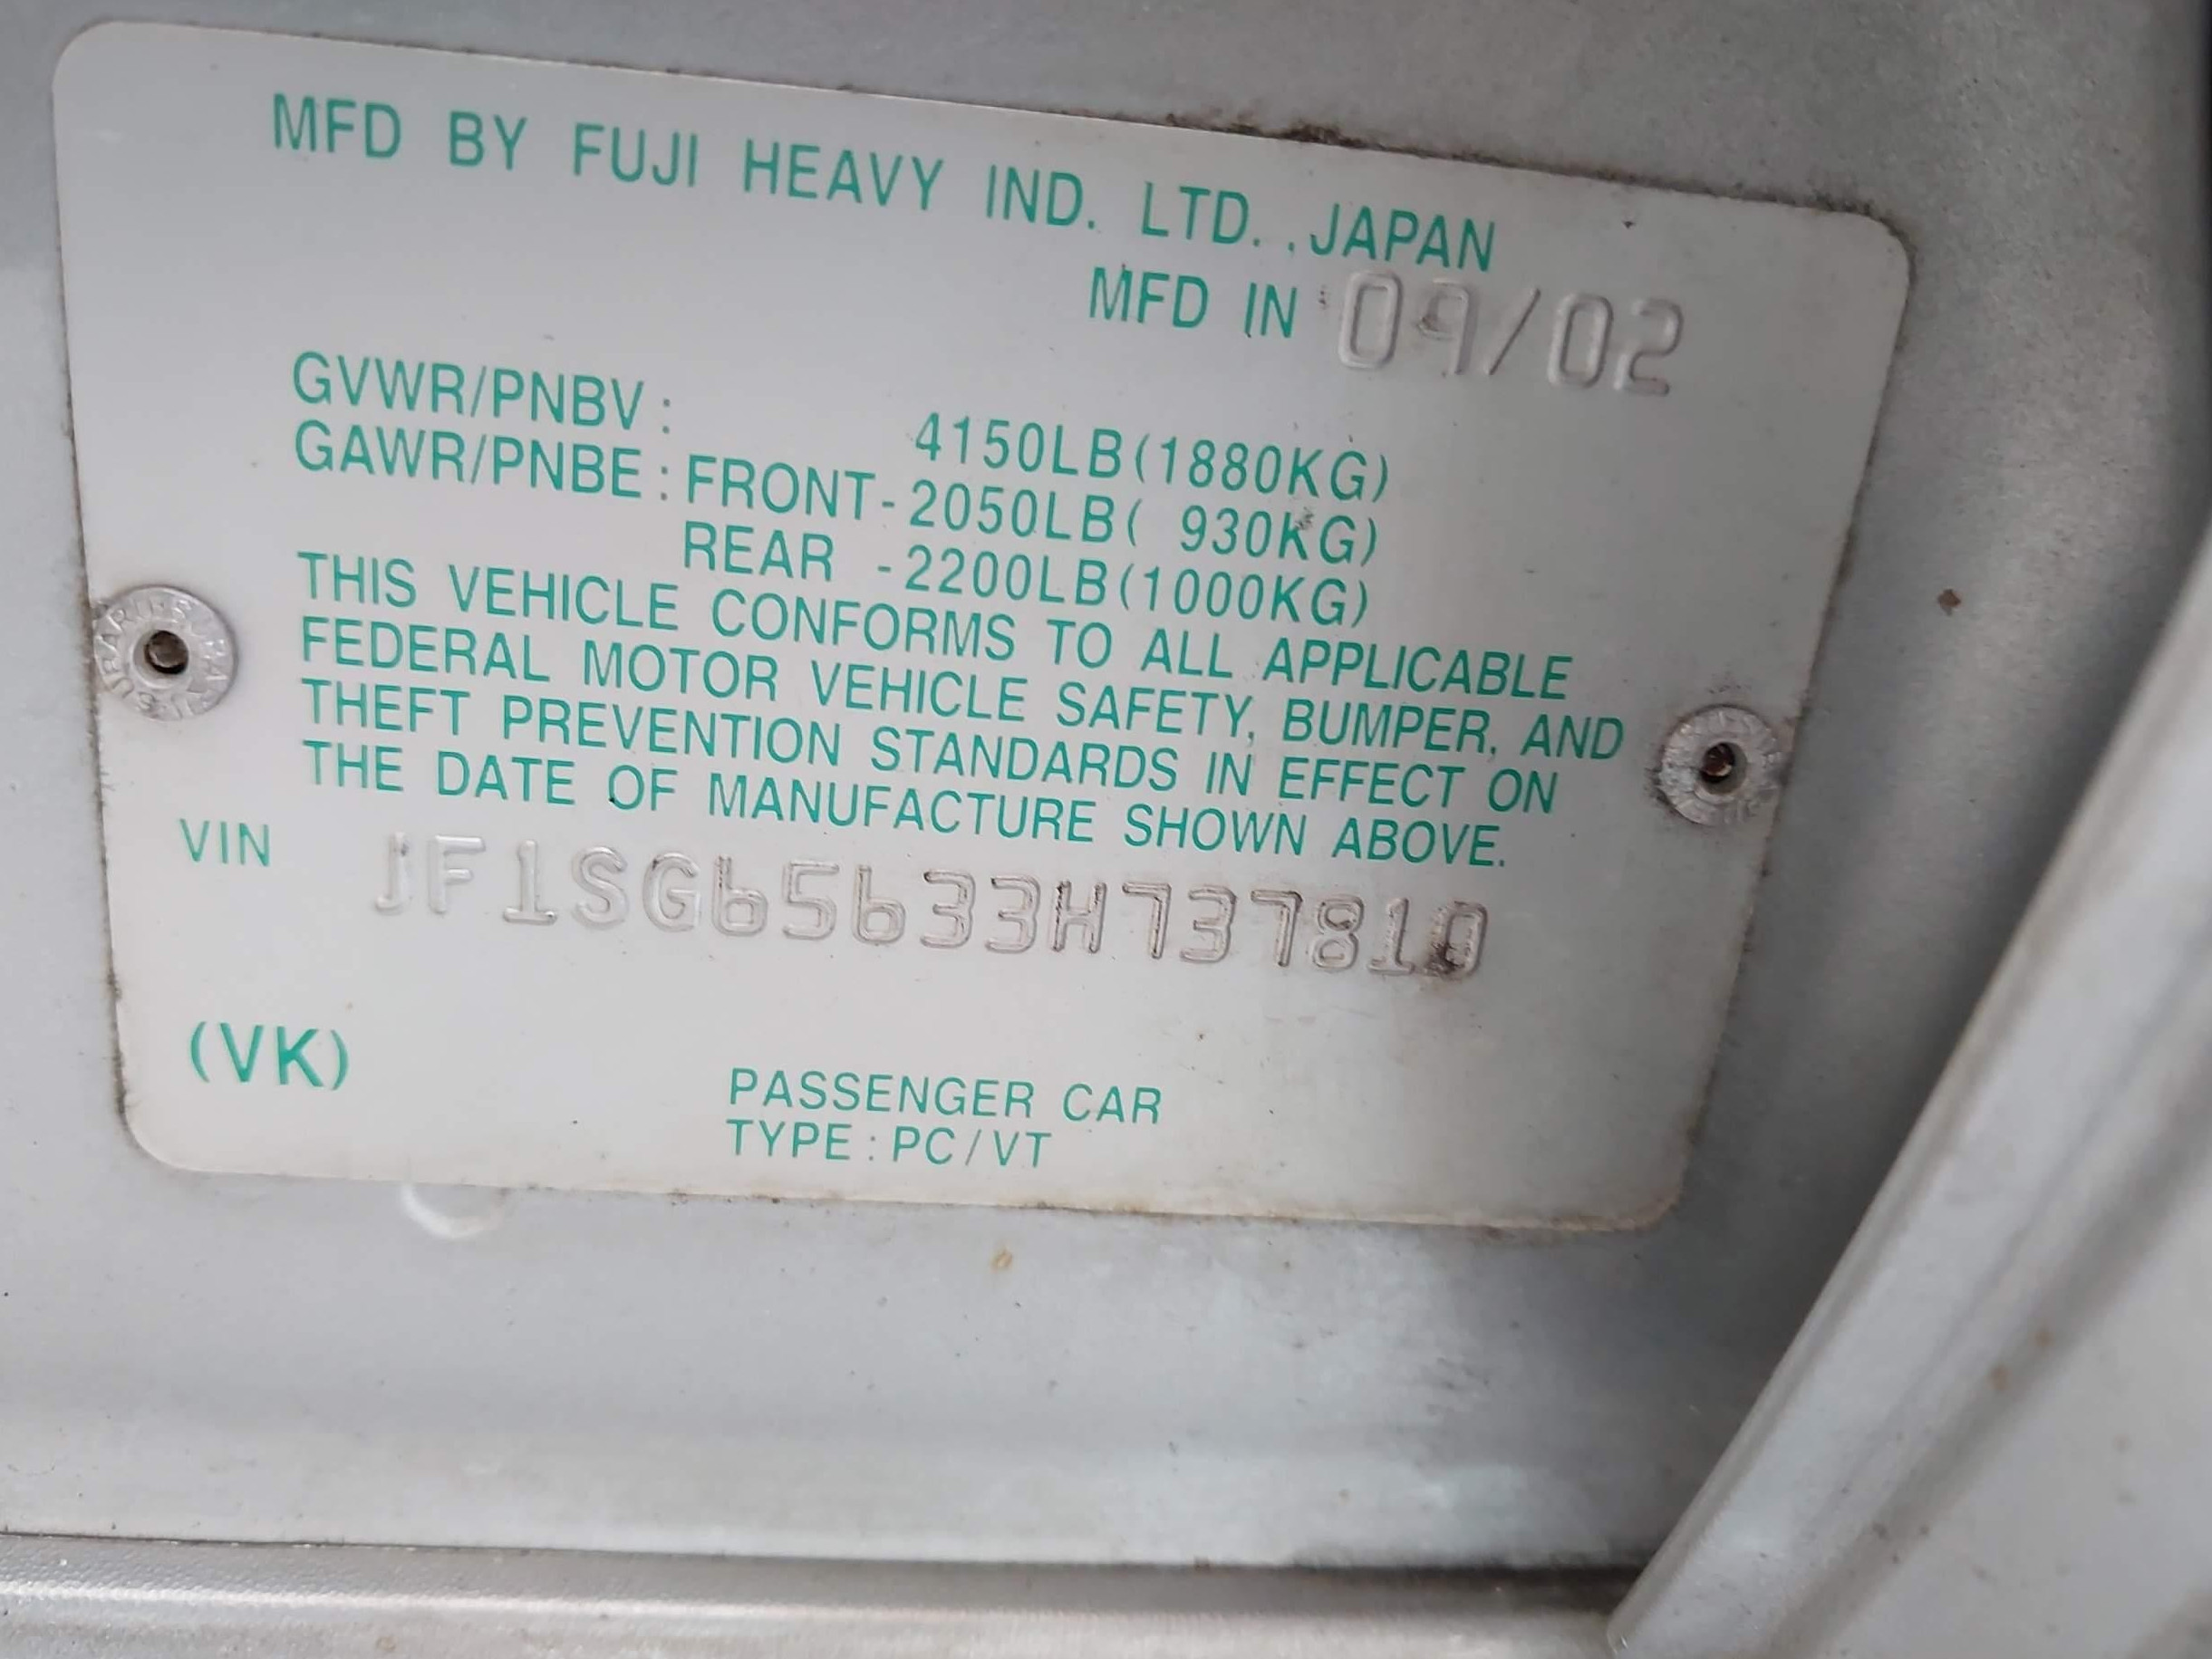 MFD BY FUJI HEAVY IND. LTD., JAPAN
MFD IN 09/02
GVWR/PNBV: 4150LB(1880KG)
GAWR/PNBE: FRONT-2050LB( 930KG)
REAR -2200LB(1000KG)
THIS VEHICLE CONFORMS TO ALL APPLICABLE
FEDERAL MOTOR VEHICLE SAFETY, BUMPER, AND
THEFT PREVENTION STANDARDS IN EFFECT ON
THE DATE OF MANUFACTURE SHOWN ABOVE.
VIN JF1SG65633H737810
(VK)
PASSENGER CAR
TYPE: PC/VT